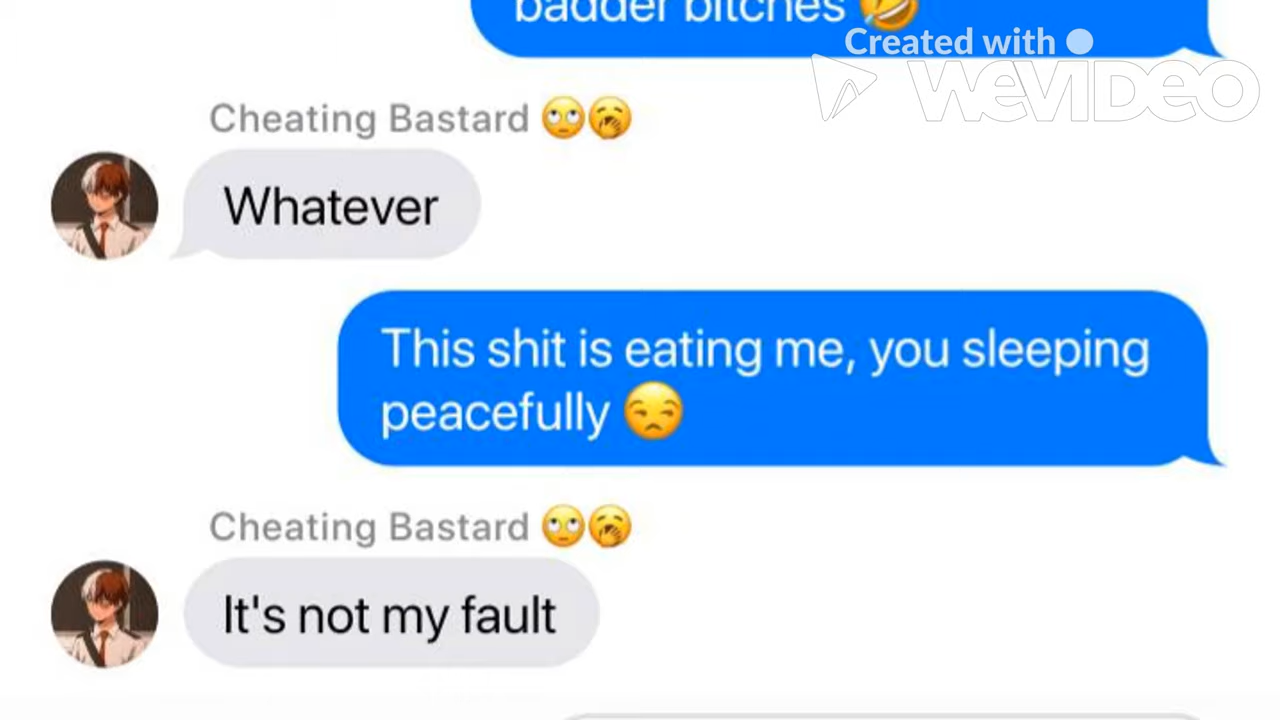 badder bitches 🤣
Created with
WEVIDEO
Cheating Bastard 🙄🥱
Whatever
This shit is eating me, you sleeping
peacefully 😒
Cheating Bastard 🙄🥱
It's not my fault